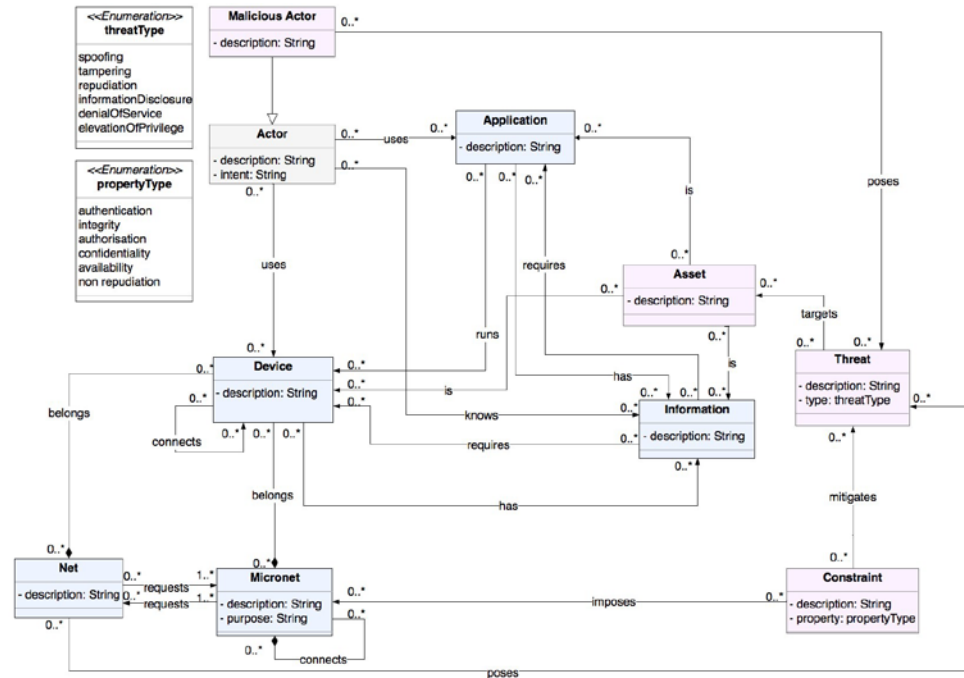 <<Enumeration>>
threatType
spoofing
tampering
repudiation
informationDisclosure
denialOfService
elevationOfPrivilege
<<Enumeration>>
propertyType
authentication
integrity
authorisation
confidentiality
availability
non repudiation
Malicious Actor
- description: String
0..*
Actor
- description: String
- intent: String
0..*
0..*
0..*
uses
0..*
Application
- description: String
0..*
0..*
0..*
0..*
is
poses
requires
0..*
Asset
- description: String
0..*
0..*
0..*
targets
0..*
0..*
Threat
- description: String
- type: threatType
0..*
0..*
uses
runs
is
has
is
0..*
0..*
Device
- description: String
0..*
0..*
0..*
0..*
0..*
0..*
0..*
connects
belongs
knows
requires
0..*
0..*
0..*
0..*
0..*
Information
- description: String
0..*
belongs
has
mitigates
0..*
0..*
Net
- description: String
0..*
0..*
requests
1..*
0..*
requests
1..*
0..*
Micronet
- description: String
- purpose: String
0..*
0..*
0..*
connects
imposes
0..*
Constraint
- description: String
- property: propertyType
poses